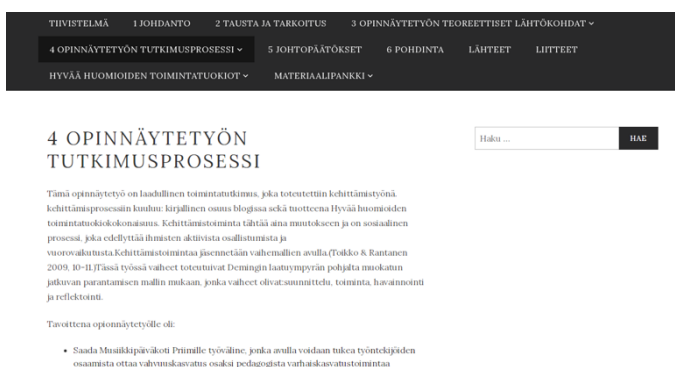 TIIVISTELMÄ 1 JOHDANTO 2 TAUSTA JA TARKOITUS 3 OPINNÄYTETYÖN TEOREETTISET LÄHTÖKOHDAT
4 OPINNÄYTETYÖN TUTKIMUSPROSESSI 5 JOHTOPÄÄTÖKSET 6 POHDINTA LÄHTEET LIITTEET
HYVÄÄ HUOMIOIDEN TOIMINTATUOKIOT MATERIAALIPANKKI
4 OPINNÄYTETYÖN
TUTKIMUSPROSESSI
Haku ...
HAE
Tämä opinnäytetyö on laadullinen toimintatutkimus, joka toteutettiin kehittämistyönä.
kehittämisprosessiin kuuluu: kirjallinen osuus blogissa sekä tuotteena Hyvää huomioiden
toimintatuokiokokonaisuus. Kehittämistoiminta tähtää aina muutokseen ja on sosiaalinen
prosessi, joka edellyttää ihmisten aktiivista osallistumista ja
vuorovaikutusta.Kehittämistoimintaa jäsennetään vaihemallien avulla.(Toikko & Rantanen
2009, 10-11.)Tässä työssä vaiheet toteutuivat Demingin laatuympyrän pohjalta muokatun
jatkuvan parantamisen mallin mukaan, jonka vaiheet olivat:suunnittelu, toiminta, havainnointi
ja reflektointi.
Tavoittena opionnäytetyölle oli:
• Saada Musiikkipäiväkoti Priimille työväline, jonka avulla voidaan tukea työntekijöiden
osaamista ottaa vahvuuskasvatus osaksi pedagogista varhaiskasvatustoimintaa